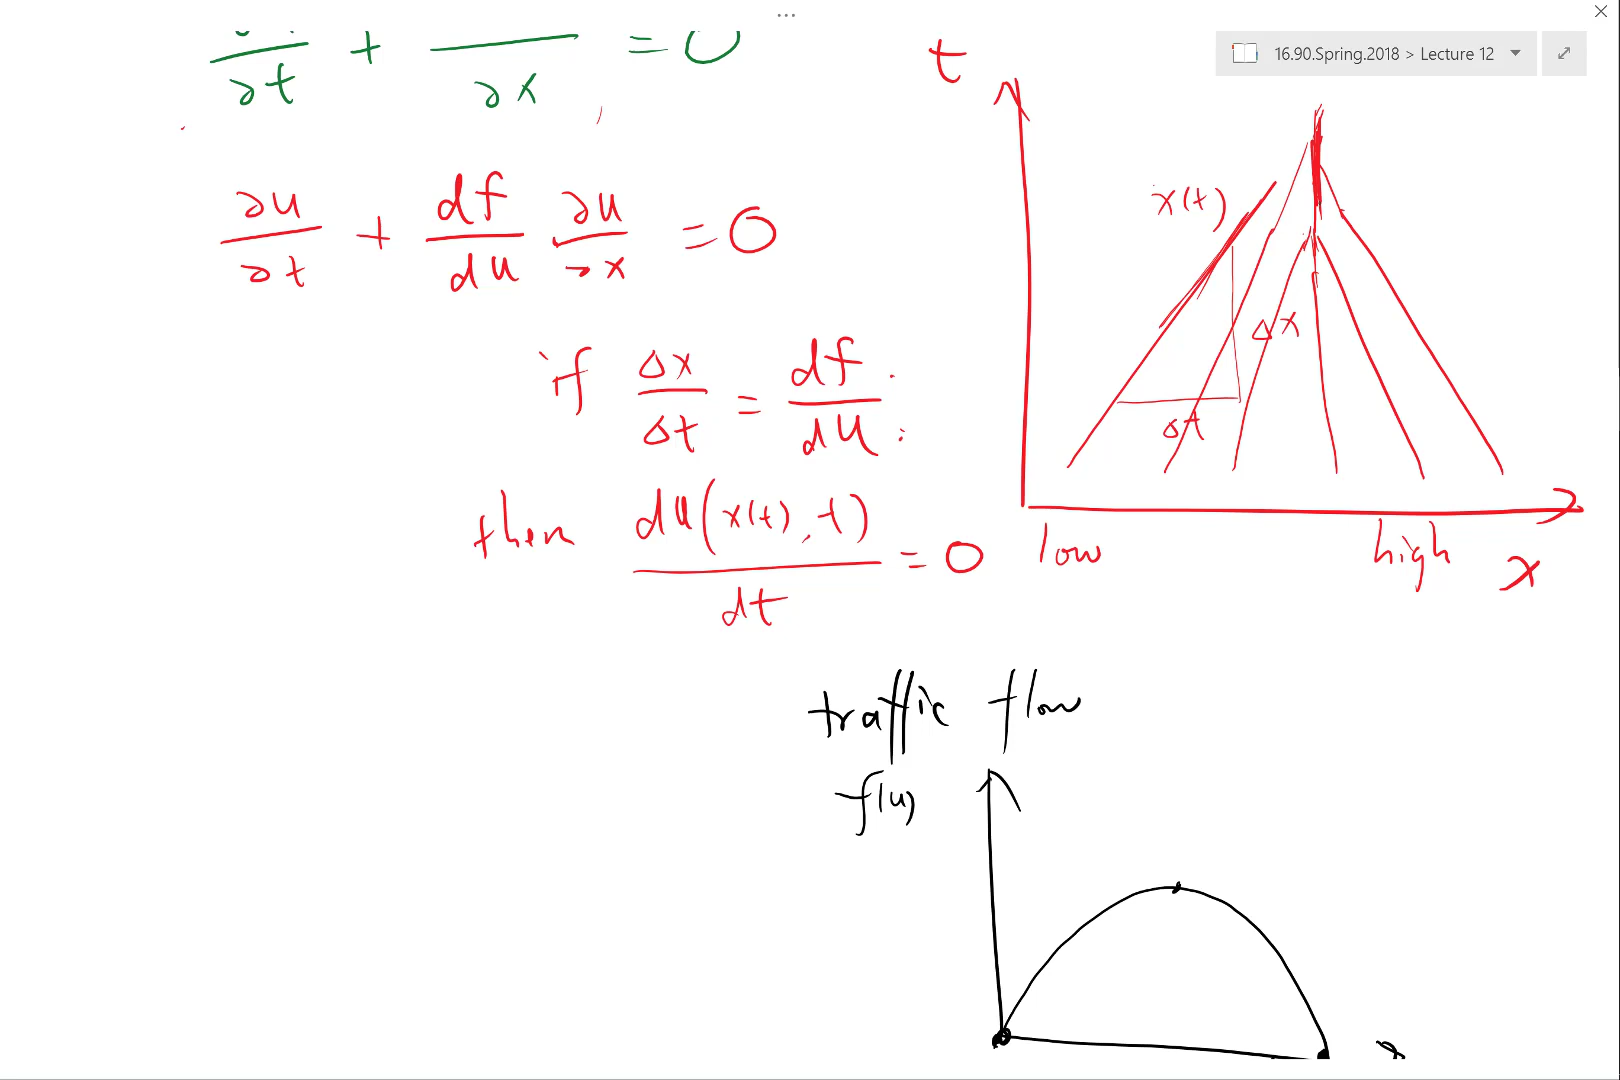 16.90.Spring.2018 > Lecture 12
∂t + ∂x = 0
∂u/∂t + df/du ∂u/∂x = 0
if Δx/Δt = df/du
then du(x(t), t)/dt = 0
t
x(t)
Δx
Δt
low high x
traffic flow
f(u)